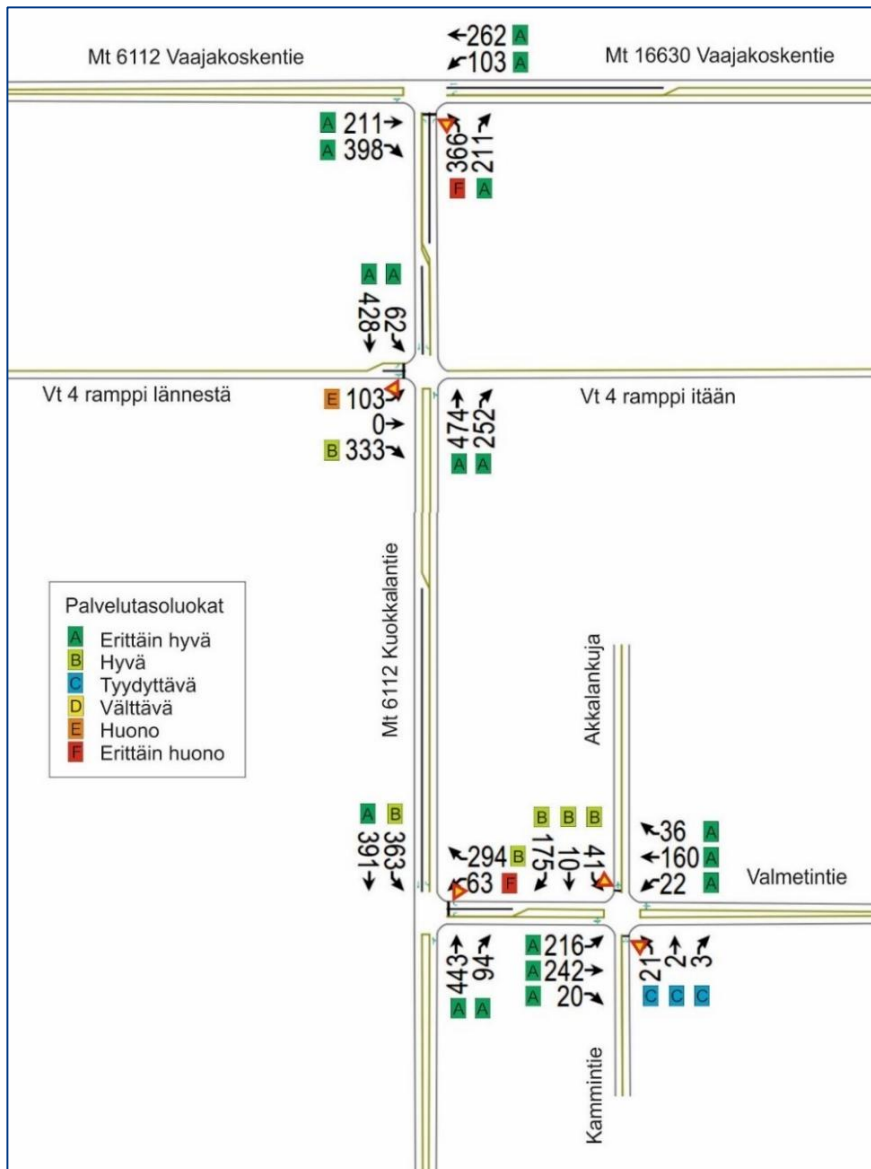 262 A
Mt 6112 Vaajakoskentie
103 A
Mt 16630 Vaajakoskentie
A 211
A 398
366
211
F A
A A
428
62
Vt 4 ramppi lännestä
Vt 4 ramppi itään
E 103
0
B 333
474
252
A A
Mt 6112 Kuokkalantie
Palvelutasoluokat
A Erittäin hyvä
B Hyvä
C Tyydyttävä
D Välttävä
E Huono
F Erittäin huono
Akkalankuja
A B
391
363
294 B
63 F
B B B
175
10
41
36 A
160 A
22 A
Valmetintie
443
94
A A
A 216
A 242
A 20
21
2
3
C C C
Kammintie